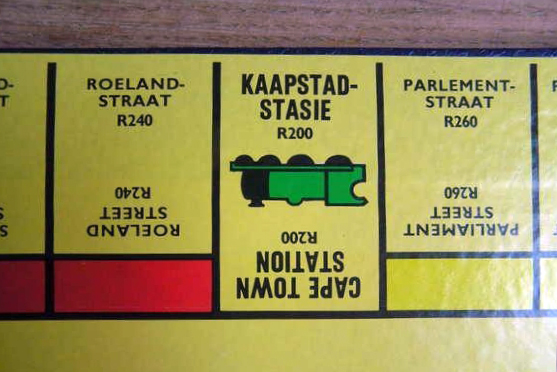 ROELAND-
STRAAT
R240
ROELAND
STREET
R240
KAAPSTAD-
STASIE
R200
CAPE TOWN
STATION
R200
PARLEMENT-
STRAAT
R260
PARLIAMENT
STREET
R260